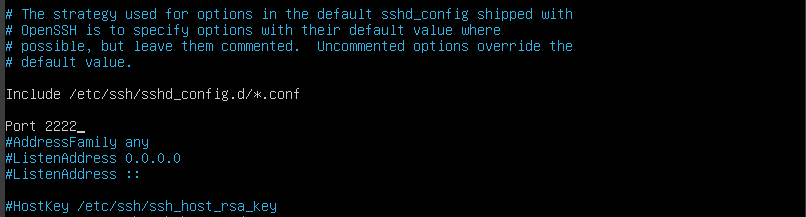 # The strategy used for options in the default sshd_config shipped with
# OpenSSH is to specify options with their default value where
# possible, but leave them commented.  Uncommented options override the
# default value.
Include /etc/ssh/sshd_config.d/*.conf
Port 2222
#AddressFamily any
#ListenAddress 0.0.0.0
#ListenAddress ::
#HostKey /etc/ssh/ssh_host_rsa_key